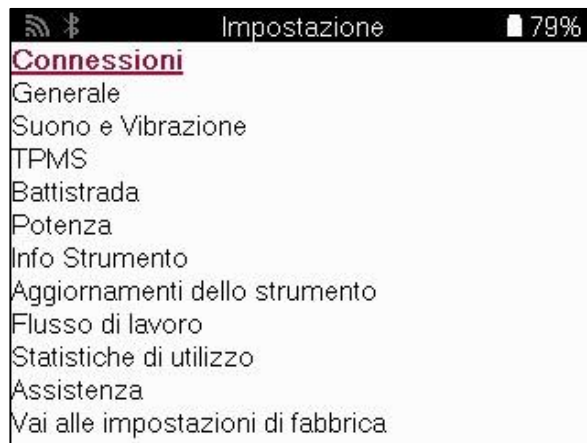 Impostazione 79%
Connessioni
Generale
Suono e Vibrazione
TPMS
Battistrada
Potenza
Info Strumento
Aggiornamenti dello strumento
Flusso di lavoro
Statistiche di utilizzo
Assistenza
Vai alle impostazioni di fabbrica